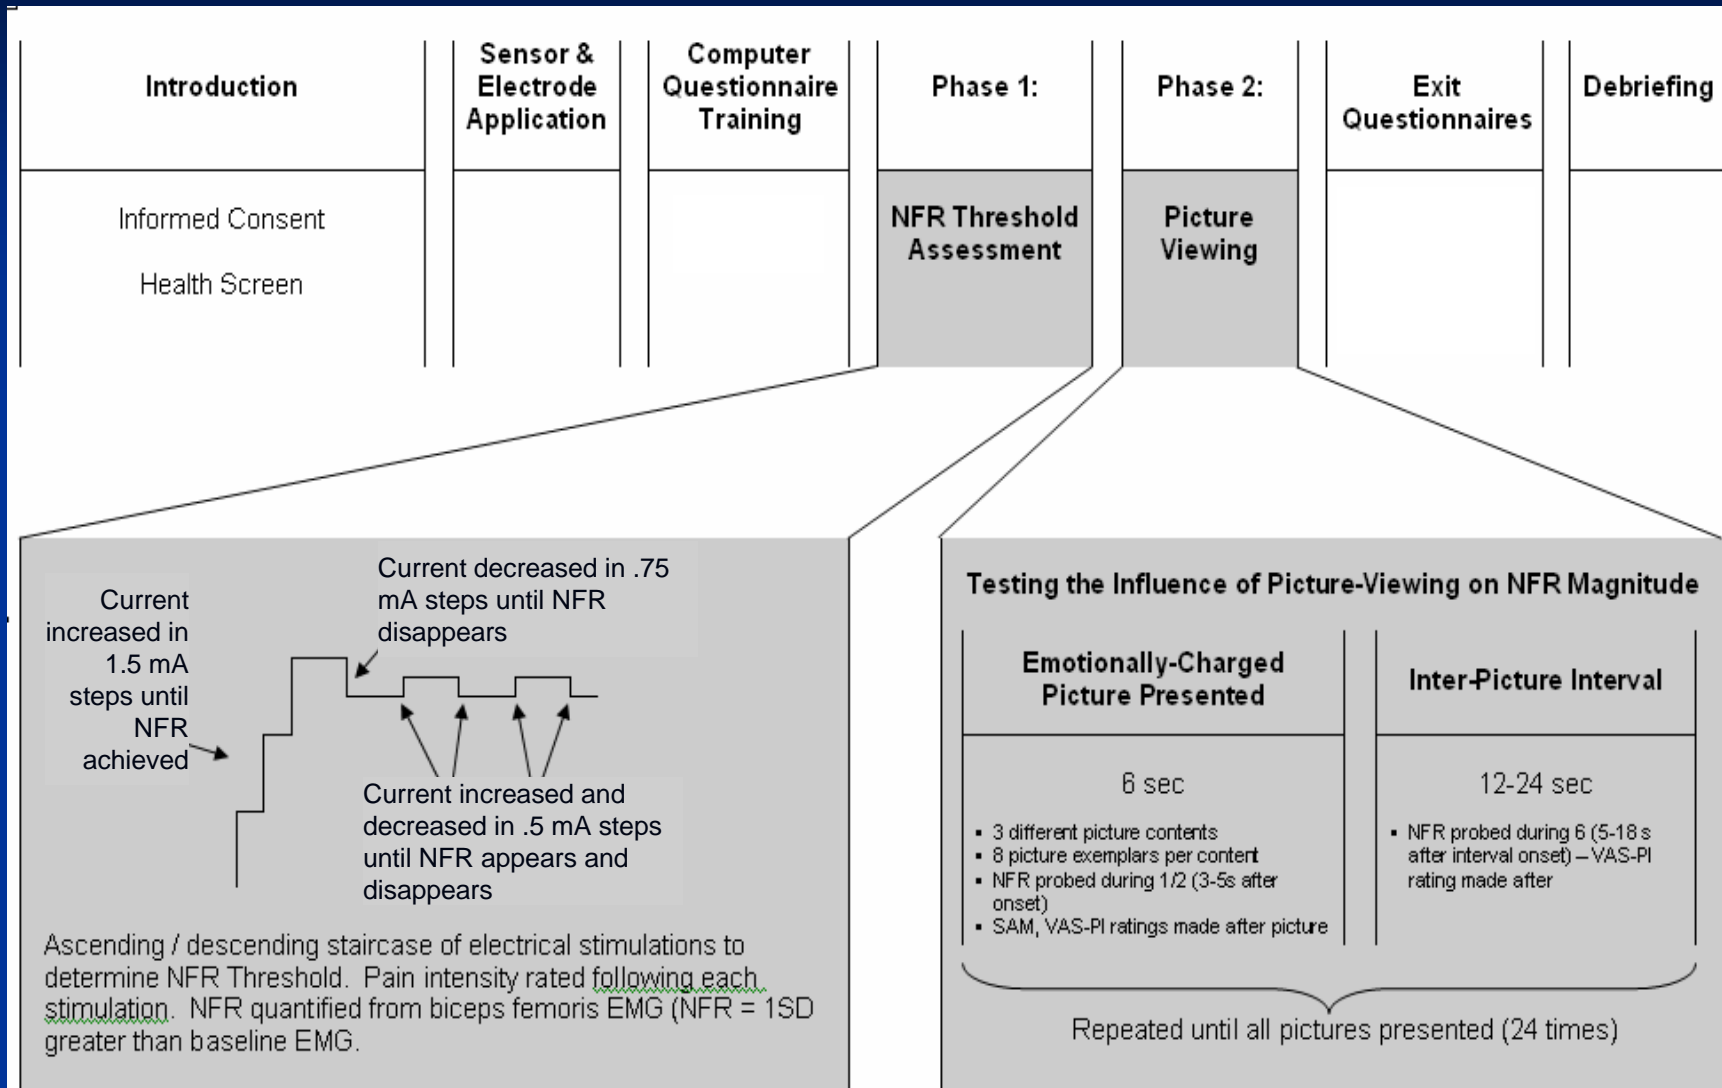 Introduction
Sensor &
Electrode
Application
Computer
Questionnaire
Training
Phase 1:
Phase 2:
Exit
Questionnaires
Debriefing
Informed Consent
Health Screen
NFR Threshold
Assessment
Picture
Viewing
Current
increased in
1.5 mA
steps until
NFR
achieved
Current decreased in .75
mA steps until NFR
disappears
Current increased and
decreased in .5 mA steps
until NFR appears and
disappears
Ascending / descending staircase of electrical stimulations to
determine NFR Threshold. Pain intensity rated following each
stimulation. NFR quantified from biceps femoris EMG (NFR = 1SD
greater than baseline EMG.
Testing the Influence of Picture-Viewing on NFR Magnitude
Emotionally-Charged
Picture Presented
6 sec
▪ 3 different picture contents
▪ 8 picture exemplars per content
▪ NFR probed during 1/2 (3-5s after
onset)
▪ SAM, VAS-PI ratings made after picture
Inter-Picture Interval
12-24 sec
▪ NFR probed during 6 (5-18 s
after interval onset) – VAS-PI
rating made after
Repeated until all pictures presented (24 times)